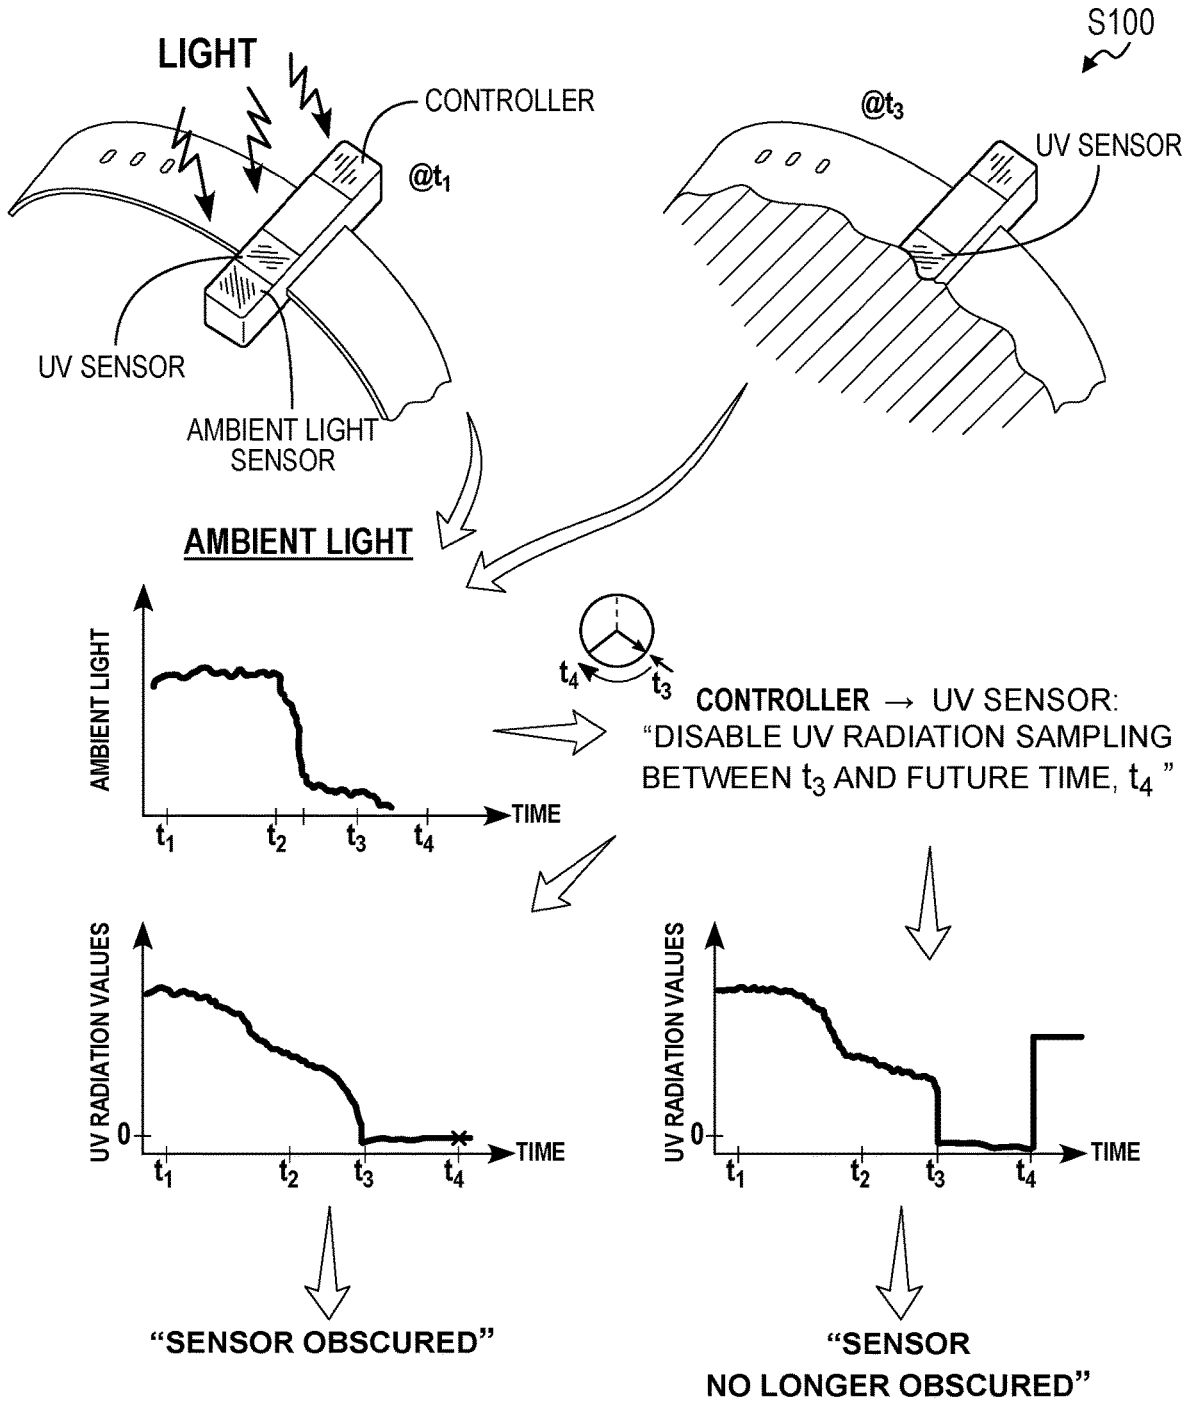 S100
LIGHT
CONTROLLER
@t3
@t1
UV SENSOR
UV SENSOR
AMBIENT LIGHT
SENSOR
AMBIENT LIGHT
AMBIENT LIGHT
t1
t2
t3
t4
TIME
t4
t3
CONTROLLER → UV SENSOR:
“DISABLE UV RADIATION SAMPLING
BETWEEN t3 AND FUTURE TIME, t4 ”
UV RADIATION VALUES
0
t1
t2
t3
t4
TIME
UV RADIATION VALUES
0
t1
t2
t3
t4
TIME
“SENSOR OBSCURED”
“SENSOR
NO LONGER OBSCURED”